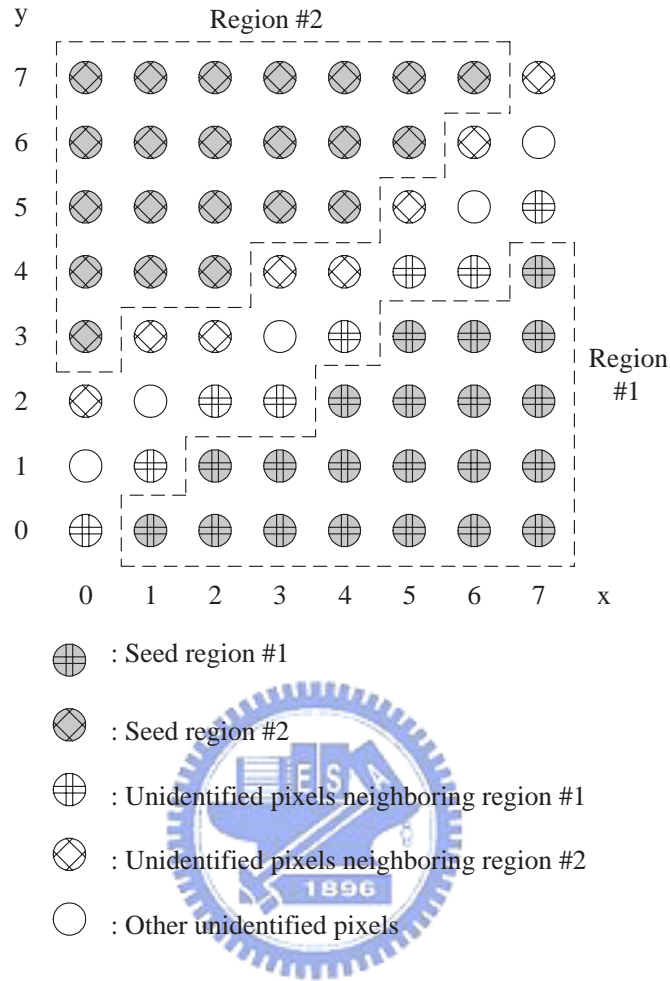 y
Region #2
7
6
5
4
3
Region
#1
2
1
0
0 1 2 3 4 5 6 7 x
: Seed region #1
: Seed region #2
: Unidentified pixels neighboring region #1
: Unidentified pixels neighboring region #2
: Other unidentified pixels
E S A
1896